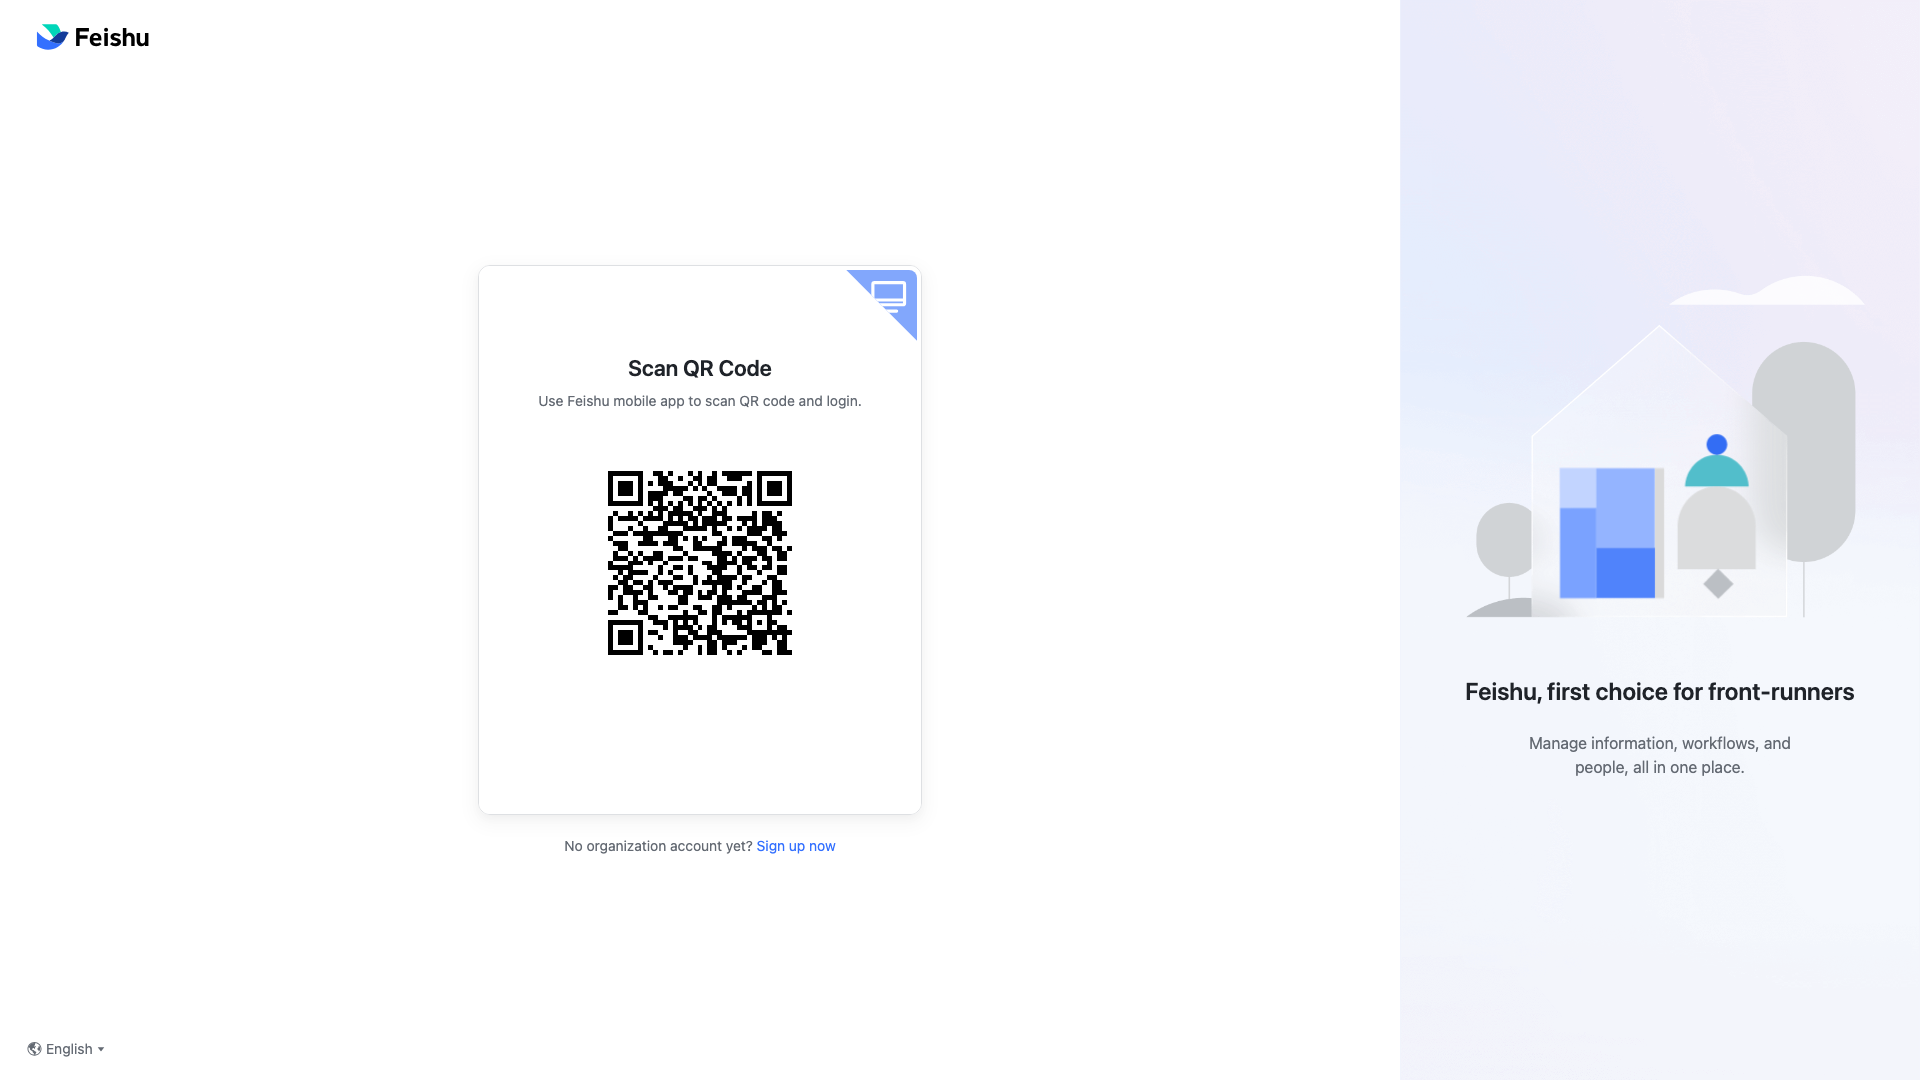 Feishu
Scan QR Code
Use Feishu mobile app to scan QR code and login.
No organization account yet? Sign up now
English
Feishu, first choice for front-runners
Manage information, workflows, and
people, all in one place.